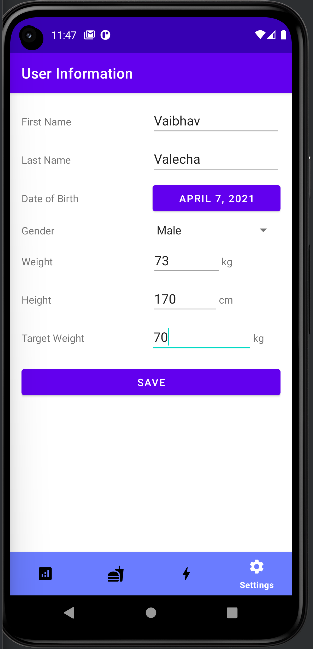 11:47
User Information
First Name Vaibhav
Last Name Valecha
Date of Birth APRIL 7, 2021
Gender Male
Weight 73 kg
Height 170 cm
Target Weight 70 kg
SAVE
Settings